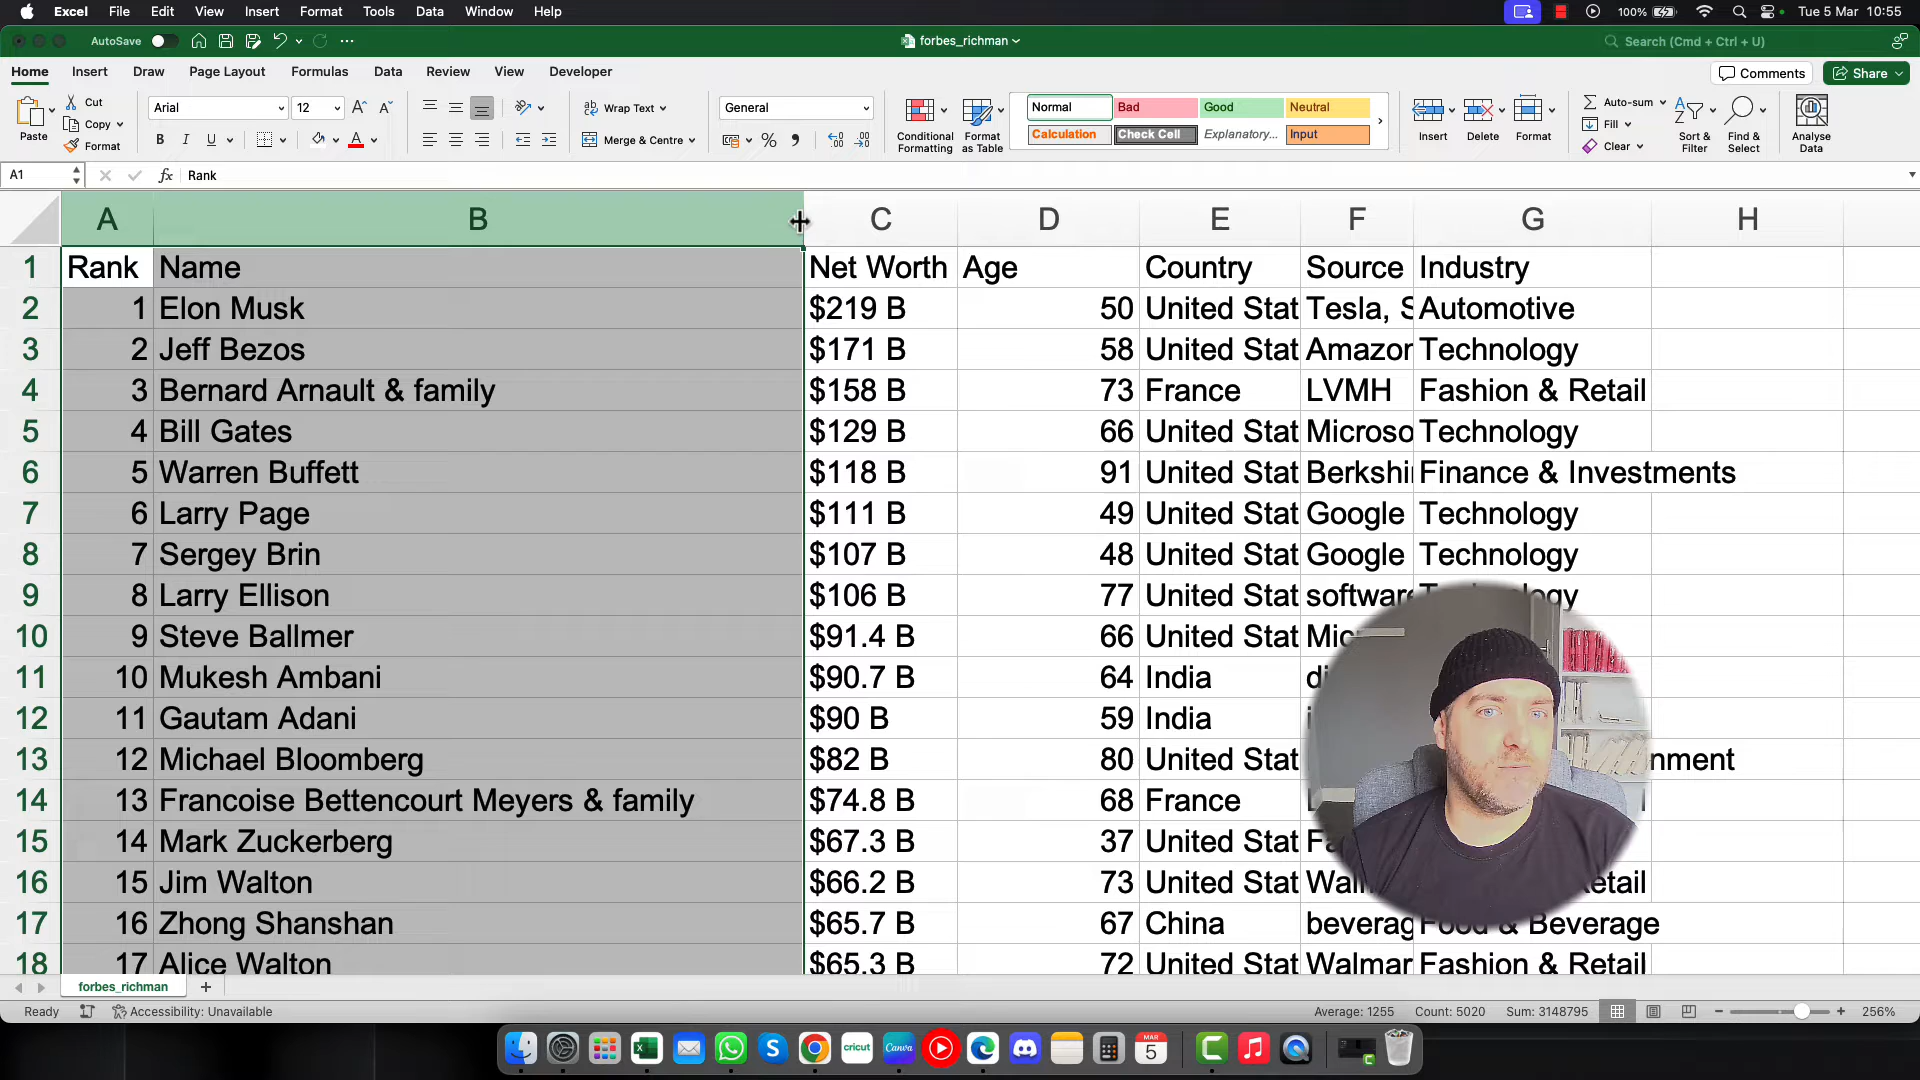 Excel File Edit View Insert Format Tools Data Window Help 100% Tue 5 Mar 10:55
AutoSave forbes_richman Search (Cmd + Ctrl + U)
Home Insert Draw Page Layout Formulas Data Review View Developer Comments Share
Paste Cut Copy Format Arial 12 Wrap Text Merge & Centre General Conditional Formatting Format as Table Normal Bad Good Neutral Calculation Check Cell Explanatory... Input Insert Delete Format Auto-sum Fill Clear Sort & Filter Find & Select Analyse Data
A1 fx Rank
A B C D E F G H
1 Rank Name Net Worth Age Country Source Industry
2 1 Elon Musk $219 B 50 United Stat Tesla, S Automotive
3 2 Jeff Bezos $171 B 58 United Stat Amazon Technology
4 3 Bernard Arnault & family $158 B 73 France LVMH Fashion & Retail
5 4 Bill Gates $129 B 66 United Stat Microso Technology
6 5 Warren Buffett $118 B 91 United Stat Berkshi Finance & Investments
7 6 Larry Page $111 B 49 United Stat Google Technology
8 7 Sergey Brin $107 B 48 United Stat Google Technology
9 8 Larry Ellison $106 B 77 United Stat software
10 9 Steve Ballmer $91.4 B 66 United Stat Mic
11 10 Mukesh Ambani $90.7 B 64 India
12 11 Gautam Adani $90 B 59 India
13 12 Michael Bloomberg $82 B 80 United Stat nment
14 13 Francoise Bettencourt Meyers & family $74.8 B 68 France
15 14 Mark Zuckerberg $67.3 B 37 United Stat
16 15 Jim Walton $66.2 B 73 United Stat etail
17 16 Zhong Shanshan $65.7 B 67 China beverag Food & Beverage
18 17 Alice Walton $65.3 B 72 United Stat Walmar Fashion & Retail
forbes_richman
Ready Accessibility: Unavailable Average: 1255 Count: 5020 Sum: 3148795 256%
cricut Canva MAR 5